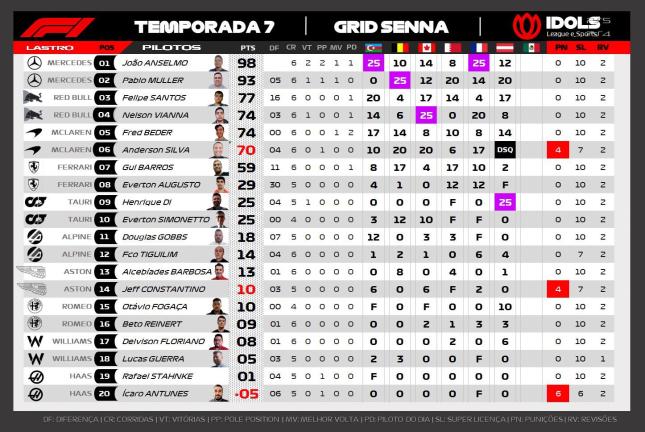 F1 TEMPORADA 7 | GRID SENNA | IDOLS League e_Sports
LASTRO POS PILOTOS PTS DF CR VT PP MV PD PN SL RV
MERCEDES 01 João ANSELMO 98 6 2 2 1 1 25 10 14 8 25 12 0 10 2
MERCEDES 02 Pablo MULLER 93 05 6 1 1 1 0 0 25 12 20 14 20 0 10 2
RED BULL 03 Felipe SANTOS 77 16 6 0 0 0 1 20 4 17 14 4 17 0 10 2
RED BULL 04 Nelson VIANNA 74 03 6 1 0 0 1 14 6 25 0 20 8 0 10 2
MCLAREN 05 Fred BEDER 74 00 6 0 0 1 2 17 14 8 10 8 14 0 10 2
MCLAREN 06 Anderson SILVA 70 04 6 0 1 0 0 10 20 20 6 17 DSQ 4 7 2
FERRARI 07 Gui BARROS 59 11 6 0 0 0 1 8 17 4 17 10 2 0 10 2
FERRARI 08 Everton AUGUSTO 29 30 5 0 0 0 0 4 1 0 12 12 F 0 10 2
TAURI 09 Henrique DI 25 04 5 1 0 0 0 0 0 0 F 0 25 0 10 2
TAURI 10 Everton SIMONETTO 25 00 4 0 0 0 0 3 12 10 F F 0 0 10 2
ALPINE 11 Douglas GOBBS 18 07 5 0 0 0 0 12 0 3 3 F 0 0 10 2
ALPINE 12 Fco TIGUILIM 14 04 6 0 0 0 0 1 2 1 0 6 4 0 7 2
ASTON 13 Alcebíades BARBOSA 13 01 6 0 0 0 0 0 8 0 4 0 1 0 10 2
ASTON 14 Jeff CONSTANTINO 10 03 5 0 0 0 0 6 0 6 F 2 0 4 7 2
ROMEO 15 Otávio FOGAÇA 10 00 4 0 0 0 0 F 0 F 0 0 10 0 10 2
ROMEO 16 Beto REINERT 09 01 6 0 0 0 0 0 0 2 1 3 3 0 10 2
WILLIAMS 17 Deivison FLORIANO 08 01 6 0 0 0 0 0 0 0 2 0 6 0 10 2
WILLIAMS 18 Lucas GUERRA 05 03 5 0 0 0 0 2 3 0 0 F 0 0 10 1
HAAS 19 Rafael STAHNKE 01 04 5 0 1 0 0 F 0 0 0 0 0 0 10 2
HAAS 20 Ícaro ANTUNES -05 06 5 0 1 0 0 0 0 0 0 F 0 6 6 2
DF: DIFERENÇA | CR: CORRIDAS | VT: VITÓRIAS | PP: POLE POSITION | MV: MELHOR VOLTA | PD: PILOTO DO DIA | SL: SUPER LICENÇA | PN: PUNIÇÕES | RV: REVISÕES